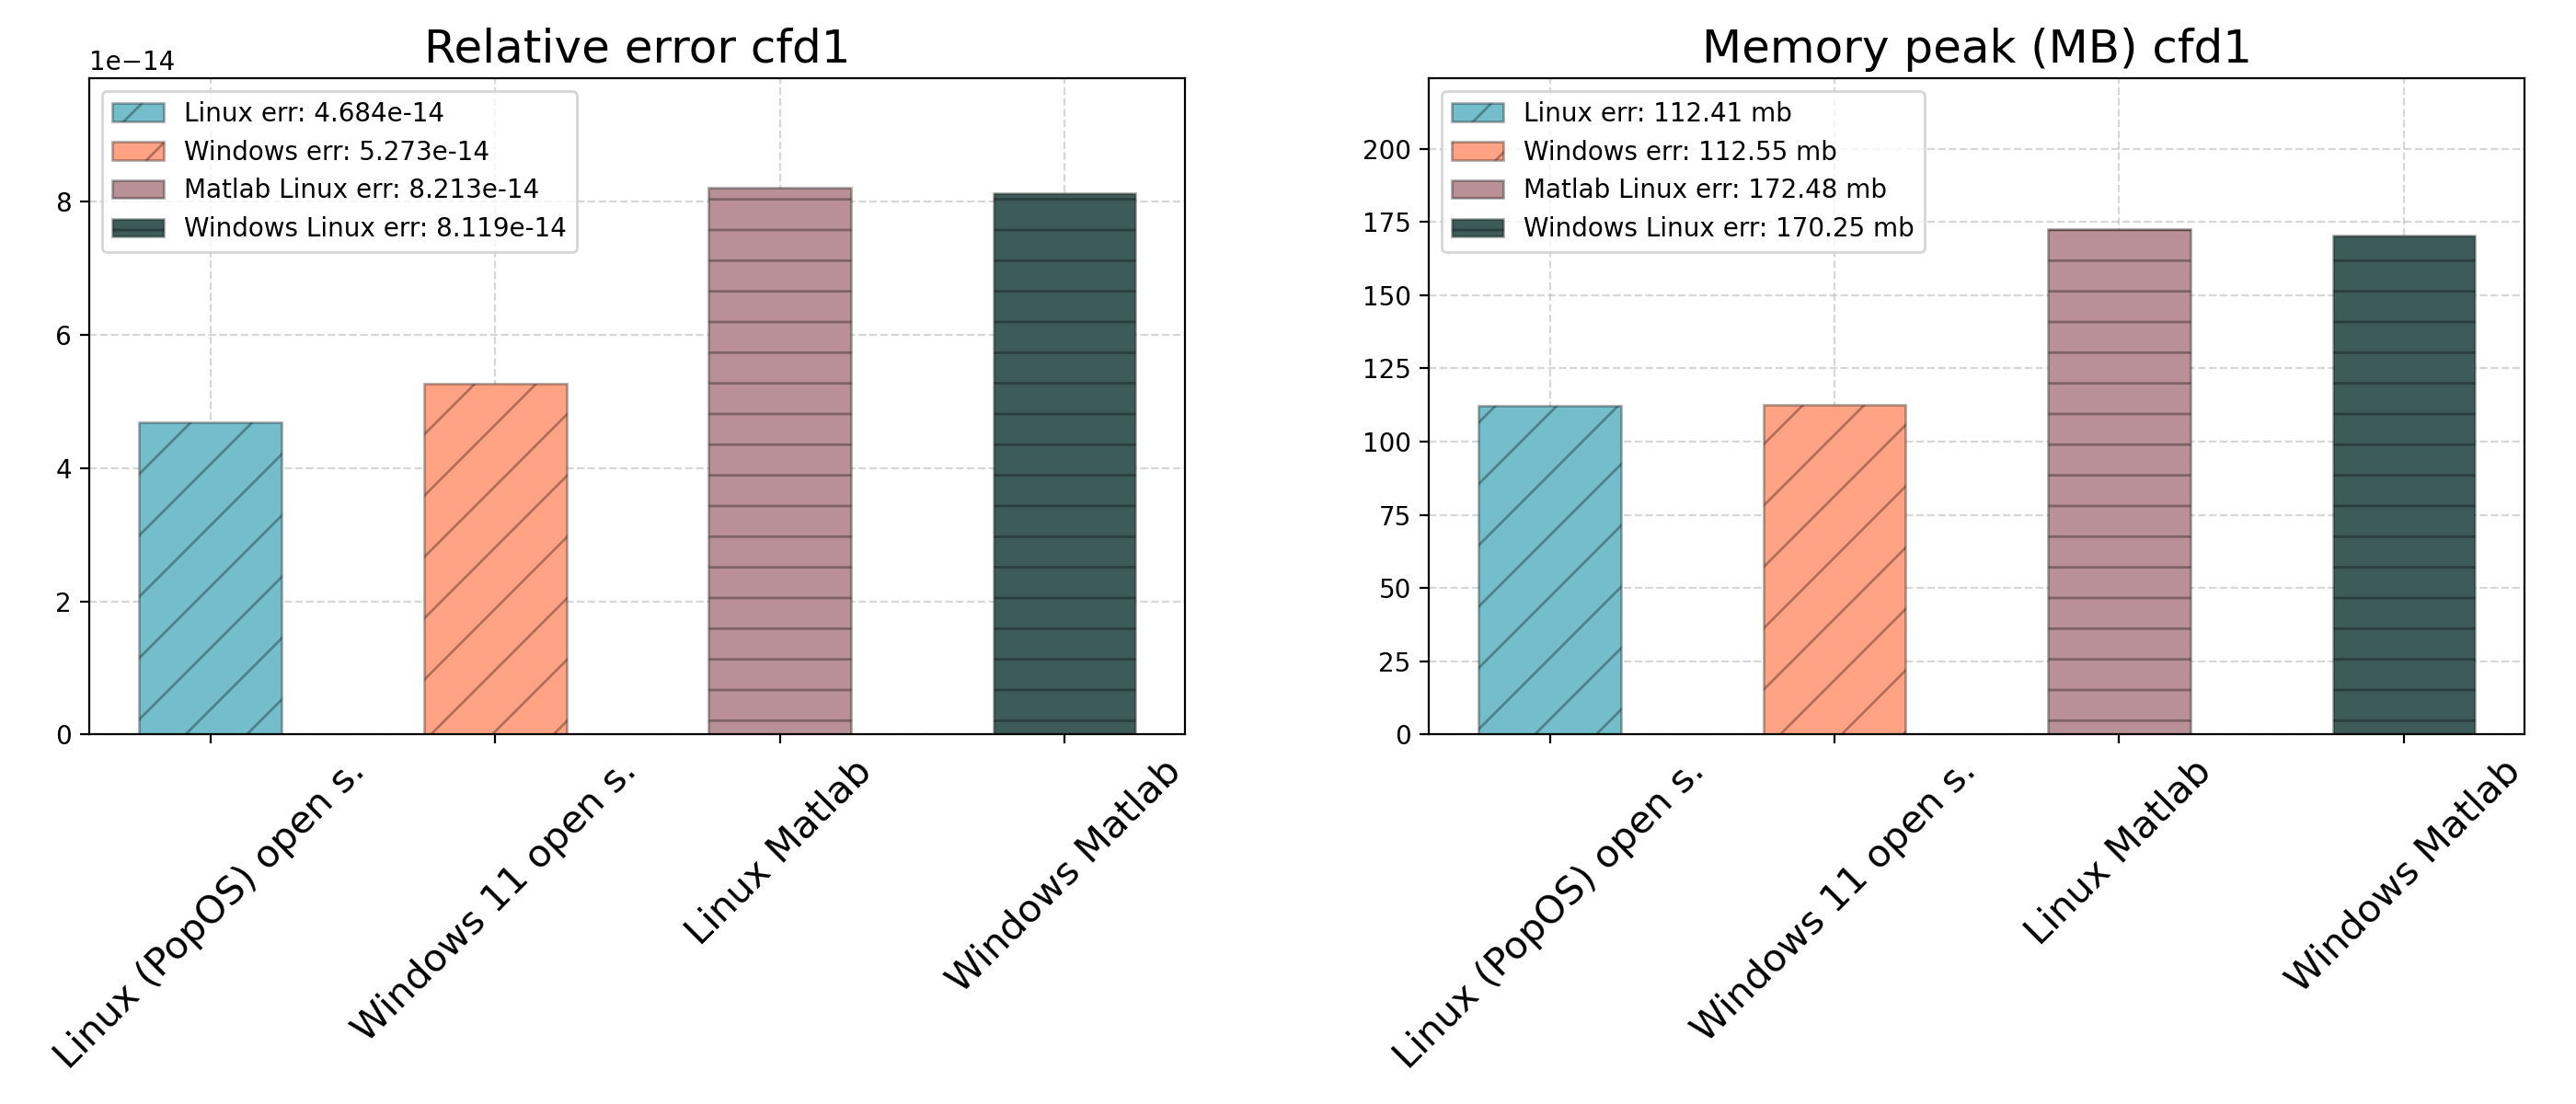 Relative error cfd1
1e−14
Linux err: 4.684e-14
Windows err: 5.273e-14
Matlab Linux err: 8.213e-14
Windows Linux err: 8.119e-14
8
6
4
2
0
Linux (PopOS) open s.
Windows 11 open s.
Linux Matlab
Windows Matlab
Memory peak (MB) cfd1
Linux err: 112.41 mb
Windows err: 112.55 mb
Matlab Linux err: 172.48 mb
Windows Linux err: 170.25 mb
200
175
150
125
100
75
50
25
0
Linux (PopOS) open s.
Windows 11 open s.
Linux Matlab
Windows Matlab